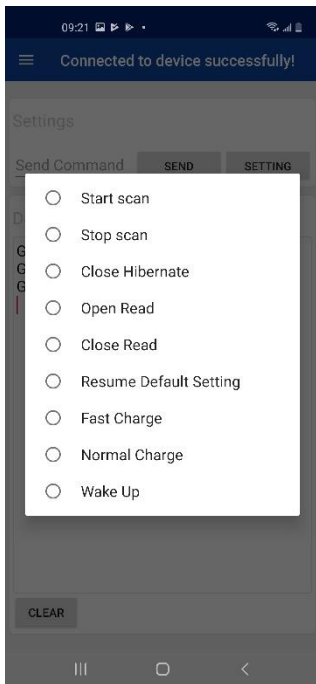 09:21
Connected to device successfully!
Settings
Send Command SEND SETTING
D
G
G
G
Start scan
Stop scan
Close Hibernate
Open Read
Close Read
Resume Default Setting
Fast Charge
Normal Charge
Wake Up
CLEAR